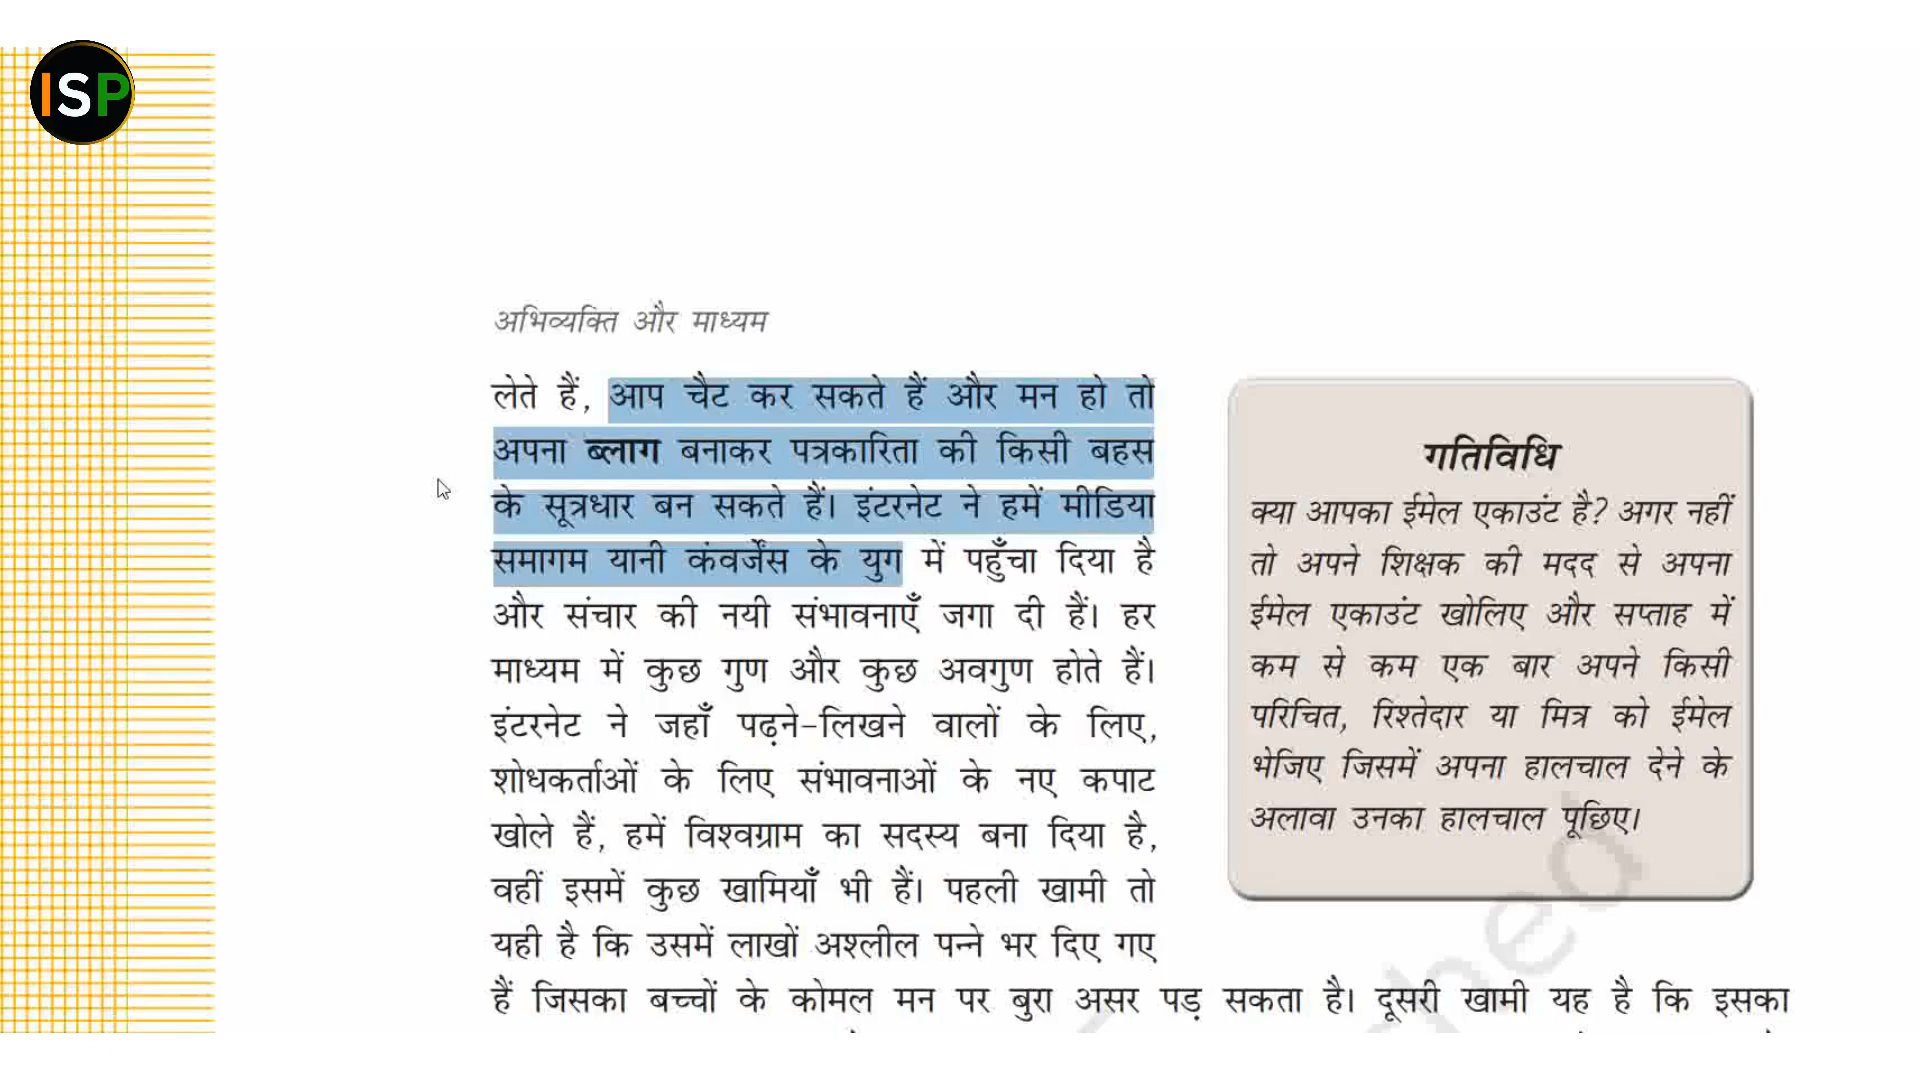 ISP
अभिव्यक्ति और माध्यम
लेते हैं, आप चैट कर सकते हैं और मन हो तो
अपना ब्लाग बनाकर पत्रकारिता की किसी बहस
के सूत्रधार बन सकते हैं। इंटरनेट ने हमें मीडिया
समागम यानी कंवर्जेंस के युग में पहुँचा दिया है
और संचार की नयी संभावनाएँ जगा दी हैं। हर
माध्यम में कुछ गुण और कुछ अवगुण होते हैं।
इंटरनेट ने जहाँ पढ़ने-लिखने वालों के लिए,
शोधकर्ताओं के लिए संभावनाओं के नए कपाट
खोले हैं, हमें विश्वग्राम का सदस्य बना दिया है,
वहीं इसमें कुछ खामियाँ भी हैं। पहली खामी तो
यही है कि उसमें लाखों अश्लील पन्ने भर दिए गए
हैं जिसका बच्चों के कोमल मन पर बुरा असर पड़ सकता है। दूसरी खामी यह है कि इसका
गतिविधि
क्या आपका ईमेल एकाउंट है? अगर नहीं
तो अपने शिक्षक की मदद से अपना
ईमेल एकाउंट खोलिए और सप्ताह में
कम से कम एक बार अपने किसी
परिचित, रिश्तेदार या मित्र को ईमेल
भेजिए जिसमें अपना हालचाल देने के
अलावा उनका हालचाल पूछिए।